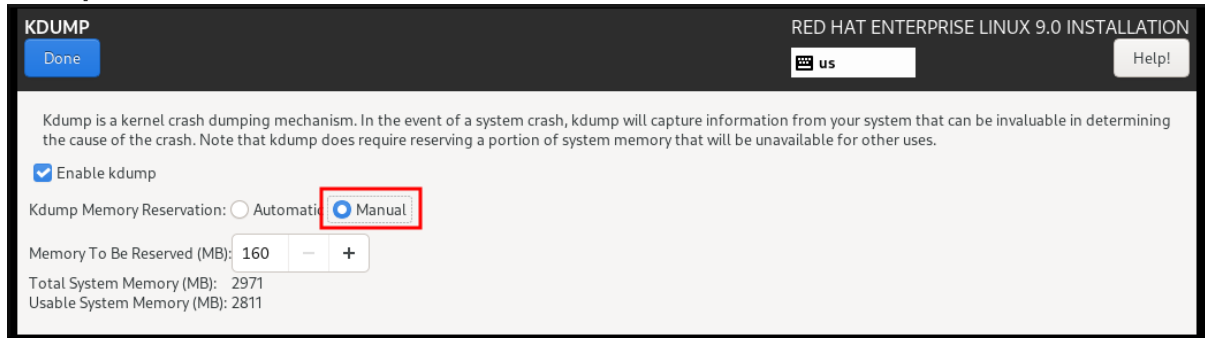 KDUMP
RED HAT ENTERPRISE LINUX 9.0 INSTALLATION
Done
us
Help!
Kdump is a kernel crash dumping mechanism. In the event of a system crash, kdump will capture information from your system that can be invaluable in determining
the cause of the crash. Note that kdump does require reserving a portion of system memory that will be unavailable for other uses.
Enable kdump
Kdump Memory Reservation: Automatic Manual
Memory To Be Reserved (MB): 160 − +
Total System Memory (MB): 2971
Usable System Memory (MB): 2811